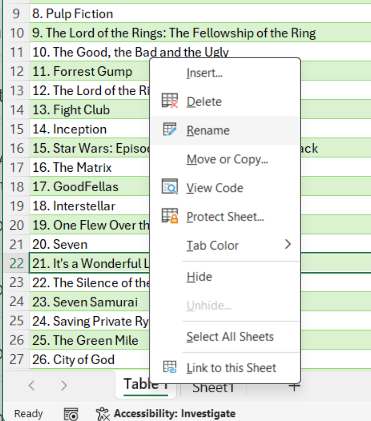 9 8. Pulp Fiction
10 9. The Lord of the Rings: The Fellowship of the Ring
11 10. The Good, the Bad and the Ugly
12 11. Forrest Gump
13 12. The Lord of the Ri
14 13. Fight Club
15 14. Inception
16 15. Star Wars: Episo ack
17 16. The Matrix
18 17. GoodFellas
19 18. Interstellar
20 19. One Flew Over th
21 20. Seven
22 21. It's a Wonderful L
23 22. The Silence of the
24 23. Seven Samurai
25 24. Saving Private Ry
26 25. The Green Mile
27 26. City of God
Insert...
Delete
Rename
Move or Copy...
View Code
Protect Sheet...
Tab Color
Hide
Unhide...
Select All Sheets
Link to this Sheet
Table 1 Sheet1
Ready Accessibility: Investigate